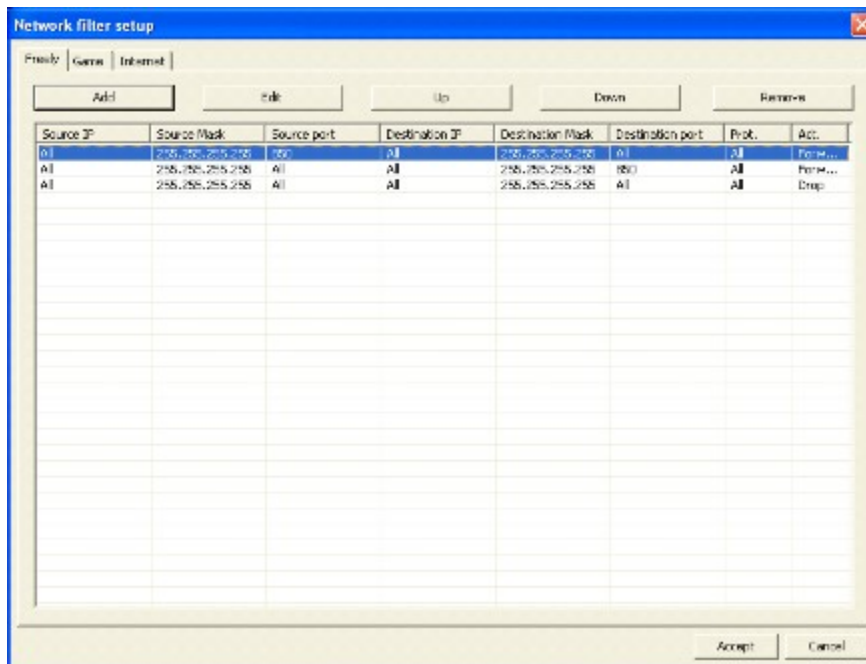 Network filter setup
Freely Game Internet
Add Edit Up Down Remove
Source IP Source Mask Source port Destination IP Destination Mask Destination port Prot. Act.
All 255.255.255.255 All 255.255.255.255 All All Forw...
All 255.255.255.255 All All 255.255.255.255 All Forw...
All 255.255.255.255 All All 255.255.255.255 All All Drop
Accept Cancel